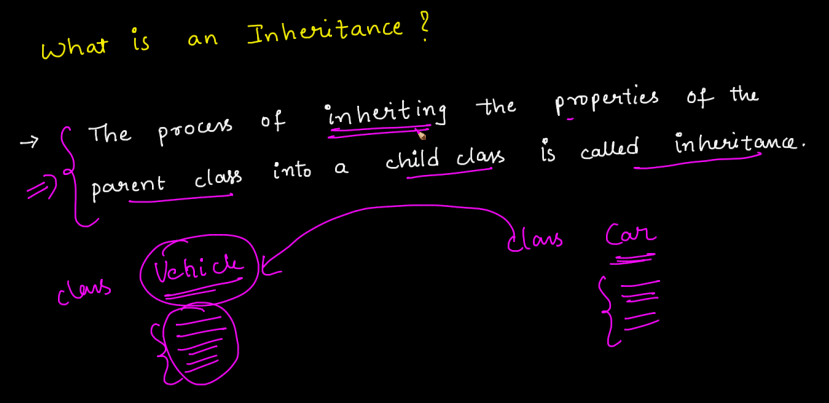 What is an Inheritance?
→ The process of inheriting the properties of the
⇒ parent class into a child class is called inheritance.
class Vehicle
class Car